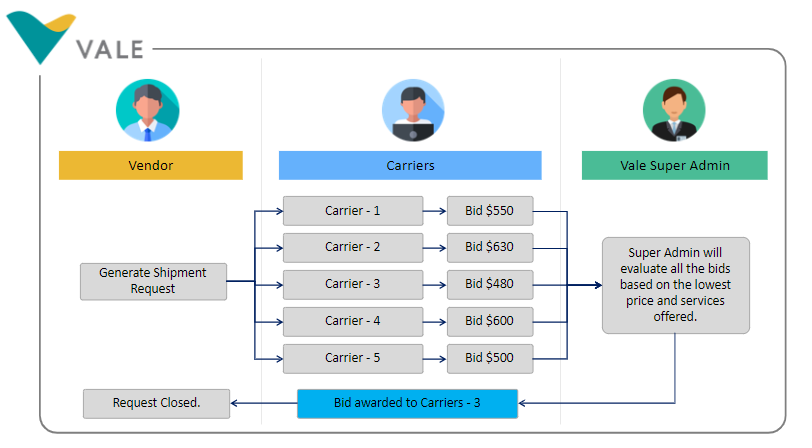 VALE
Vendor
Carriers
Vale Super Admin
Carrier - 1
Bid $550
Carrier - 2
Bid $630
Generate Shipment
Request
Carrier - 3
Bid $480
Super Admin will
evaluate all the bids
based on the lowest
price and services
offered.
Carrier - 4
Bid $600
Carrier - 5
Bid $500
Request Closed.
Bid awarded to Carriers - 3